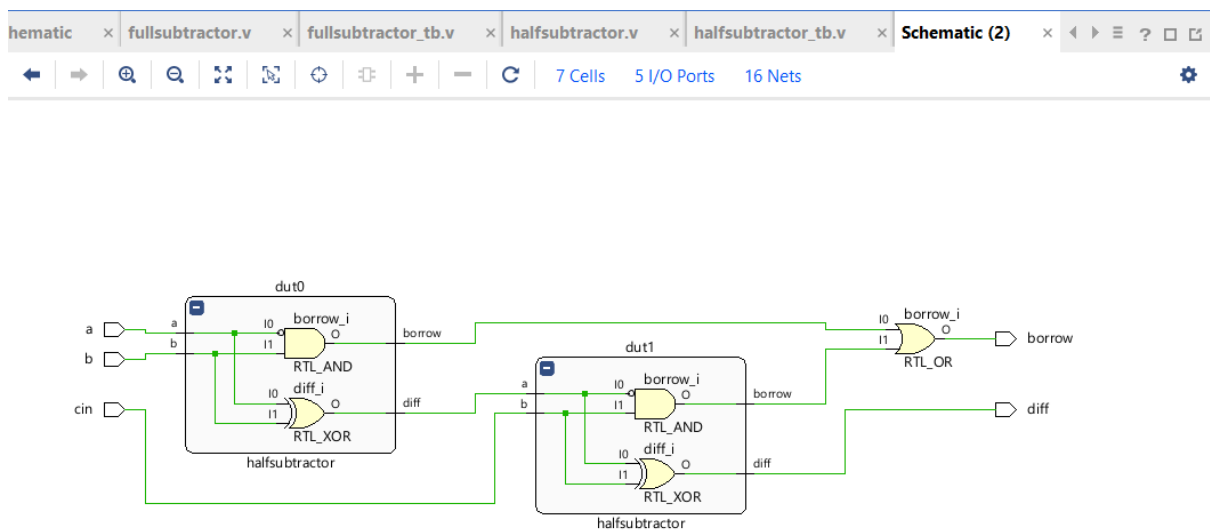 hematic × fullsubtractor.v × fullsubtractor_tb.v × halfsubtractor.v × halfsubtractor_tb.v × Schematic (2) ×
7 Cells 5 I/O Ports 16 Nets
dut0
a
a
I0
borrow_i
O
borrow
b
b
I1
RTL_AND
diff_i
I0
O
diff
I1
RTL_XOR
halfsubtractor
cin
dut1
a
I0
borrow_i
O
borrow
b
I1
RTL_AND
diff_i
I0
O
diff
I1
RTL_XOR
halfsubtractor
borrow_i
I0
O
I1
RTL_OR
borrow
diff